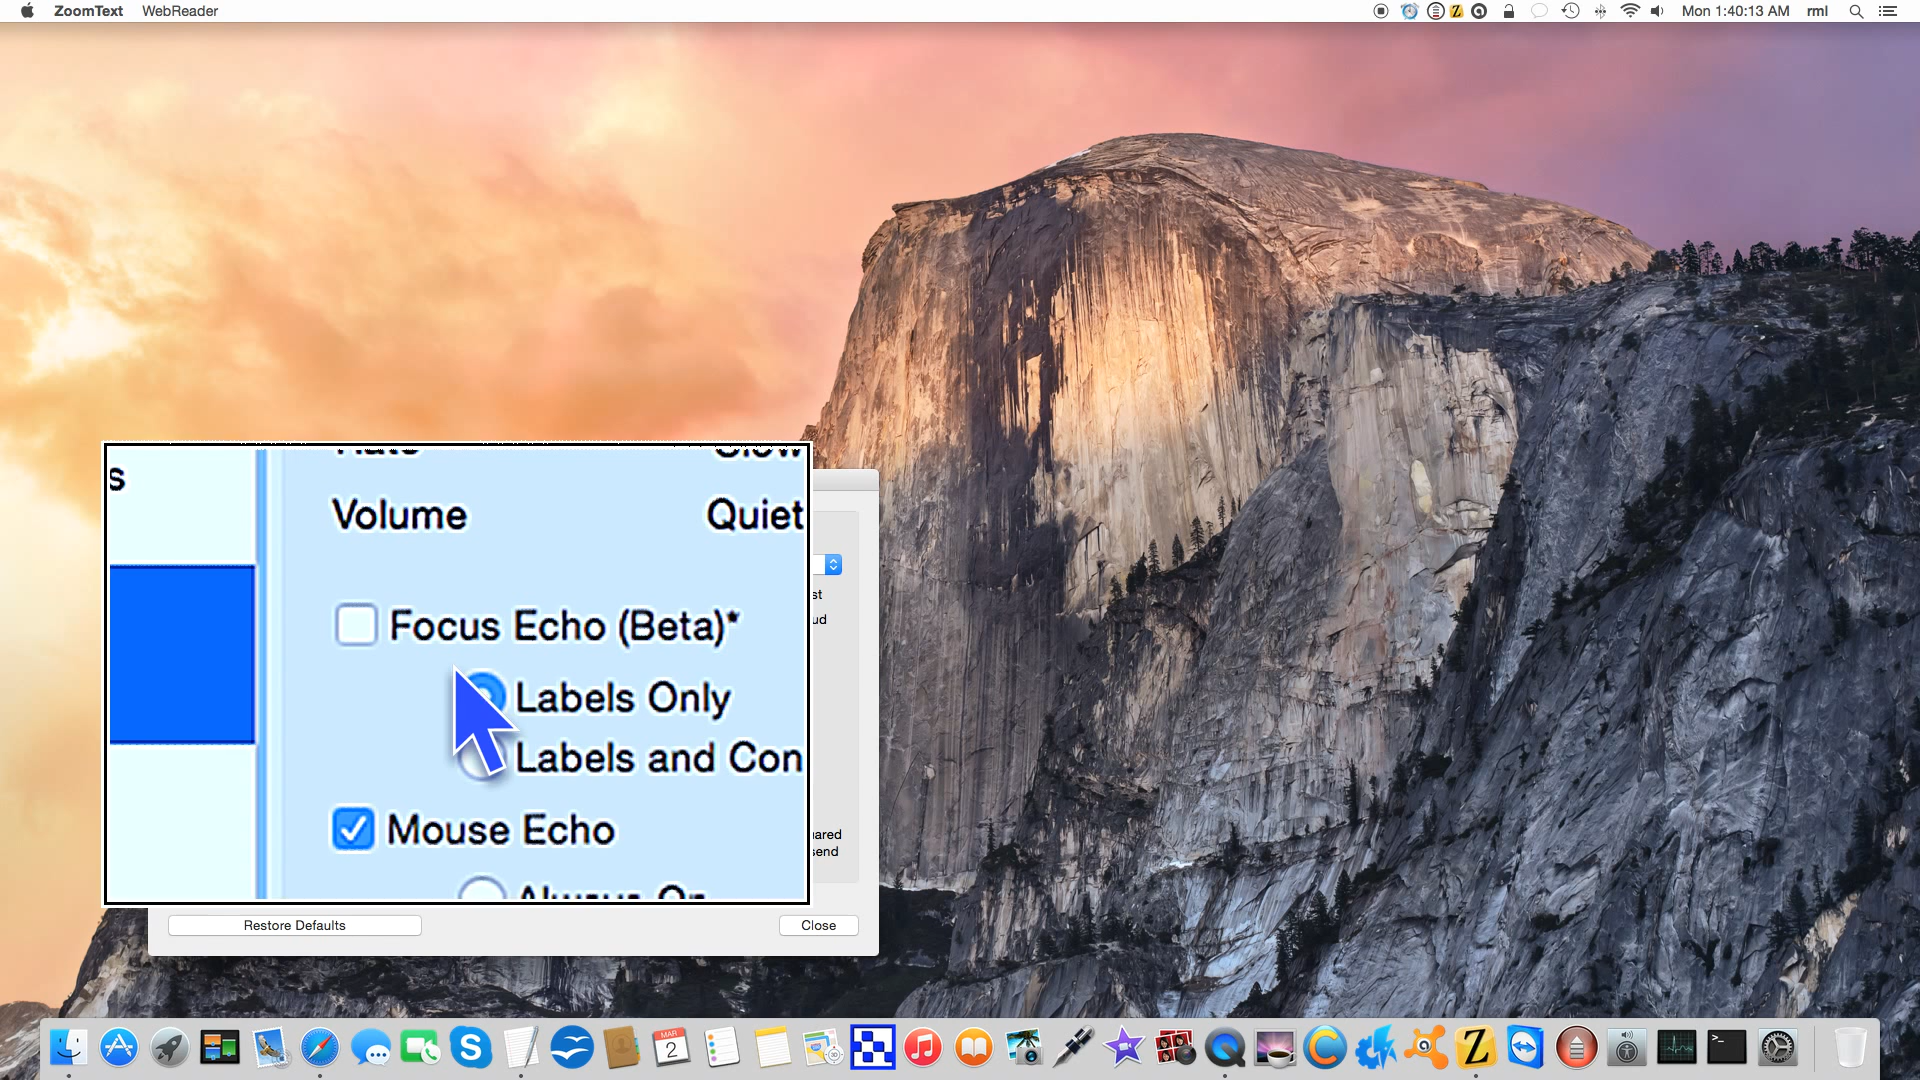 ZoomText WebReader Mon 1:40:13 AM rml
s
Volume Quiet
Focus Echo (Beta)*
Labels Only
Labels and Con
Mouse Echo
st
ud
ared
send
Restore Defaults Close
MAR
2